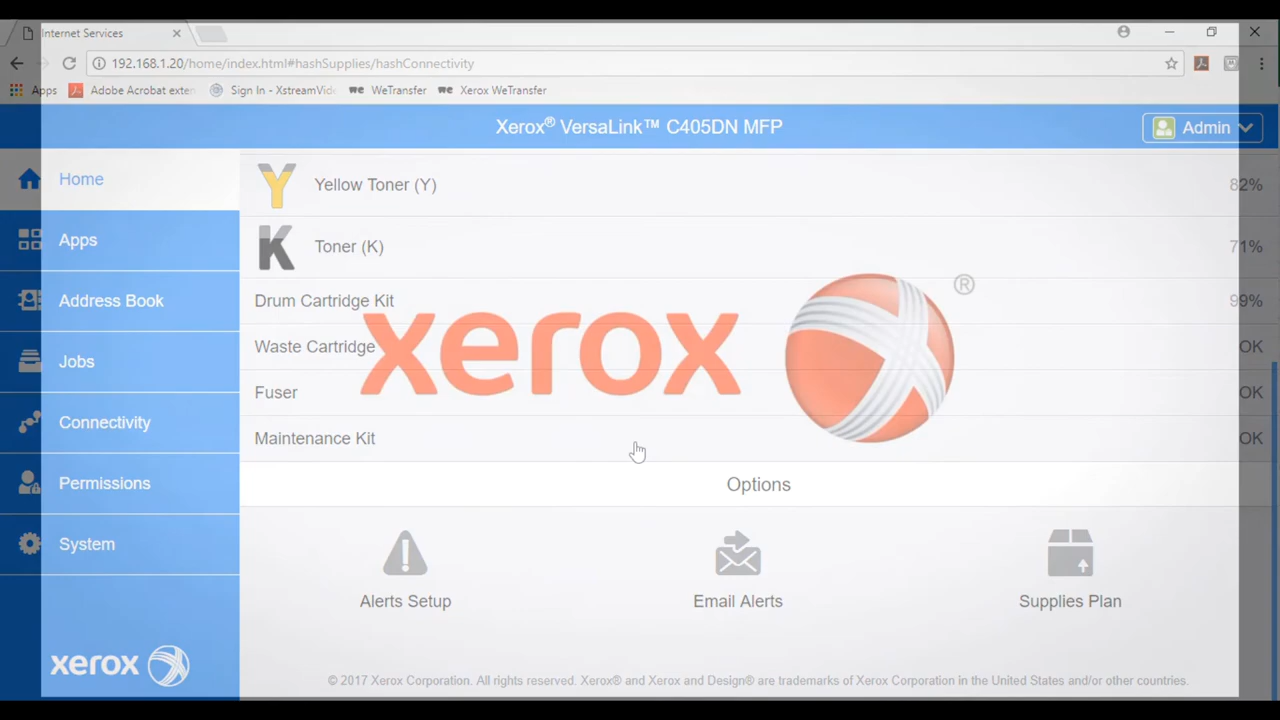 Internet Services
192.168.1.20/home/index.html#hashSupplies/hashConnectivity
Apps Adobe Acrobat exten Sign In - XstreamVid WeTransfer Xerox WeTransfer
Xerox® VersaLink™ C405DN MFP
Admin
Home
Apps
Address Book
Jobs
Connectivity
Permissions
System
xerox
Y Yellow Toner (Y) 82%
K Toner (K) 71%
Drum Cartridge Kit 99%
Waste Cartridge OK
Fuser OK
Maintenance Kit OK
xerox ®
Options
Alerts Setup
Email Alerts
Supplies Plan
© 2017 Xerox Corporation. All rights reserved. Xerox® and Xerox and Design® are trademarks of Xerox Corporation in the United States and/or other countries.